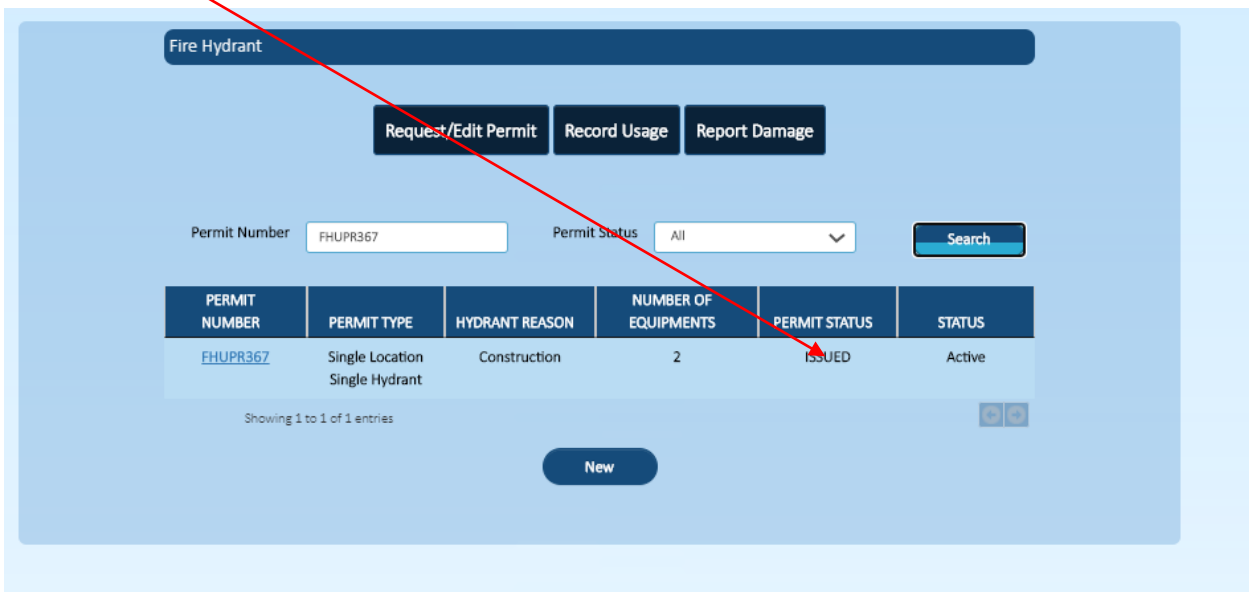 Fire Hydrant
Request/Edit Permit Record Usage Report Damage
Permit Number FHUPR367 Permit Status All Search
PERMIT NUMBER PERMIT TYPE HYDRANT REASON NUMBER OF EQUIPMENTS PERMIT STATUS STATUS
FHUPR367 Single Location Construction 2 ISSUED Active
Single Hydrant
Showing 1 to 1 of 1 entries
New